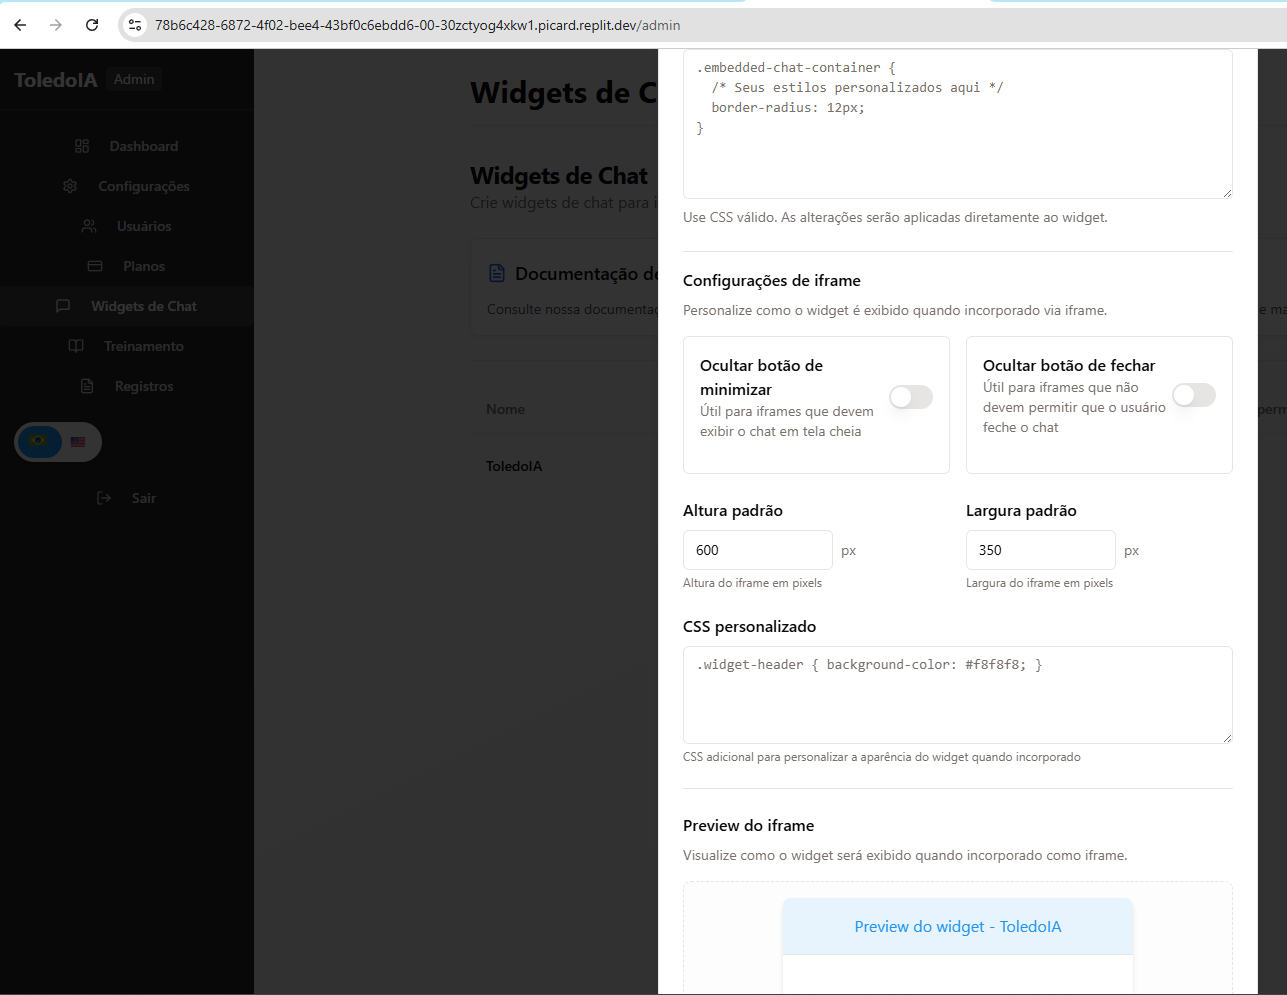 78b6c428-6872-4f02-bee4-43bf0c6ebdd6-00-30zctyog4xkw1.picard.replit.dev/admin
ToledoIA Admin
Dashboard
Configurações
Usuários
Planos
Widgets de Chat
Treinamento
Registros
Sair
Widgets de C
Widgets de Chat
Crie widgets de chat para i
Documentação de
Consulte nossa documentaç
Nome
ToledoIA
.embedded-chat-container {
/* Seus estilos personalizados aqui */
border-radius: 12px;
}
Use CSS válido. As alterações serão aplicadas diretamente ao widget.
Configurações de iframe
Personalize como o widget é exibido quando incorporado via iframe.
Ocultar botão de
minimizar
Útil para iframes que devem
exibir o chat em tela cheia
Ocultar botão de fechar
Útil para iframes que não
devem permitir que o usuário
feche o chat
Altura padrão
600 px
Altura do iframe em pixels
Largura padrão
350 px
Largura do iframe em pixels
CSS personalizado
.widget-header { background-color: #f8f8f8; }
CSS adicional para personalizar a aparência do widget quando incorporado
Preview do iframe
Visualize como o widget será exibido quando incorporado como iframe.
Preview do widget - ToledoIA
e ma
perm